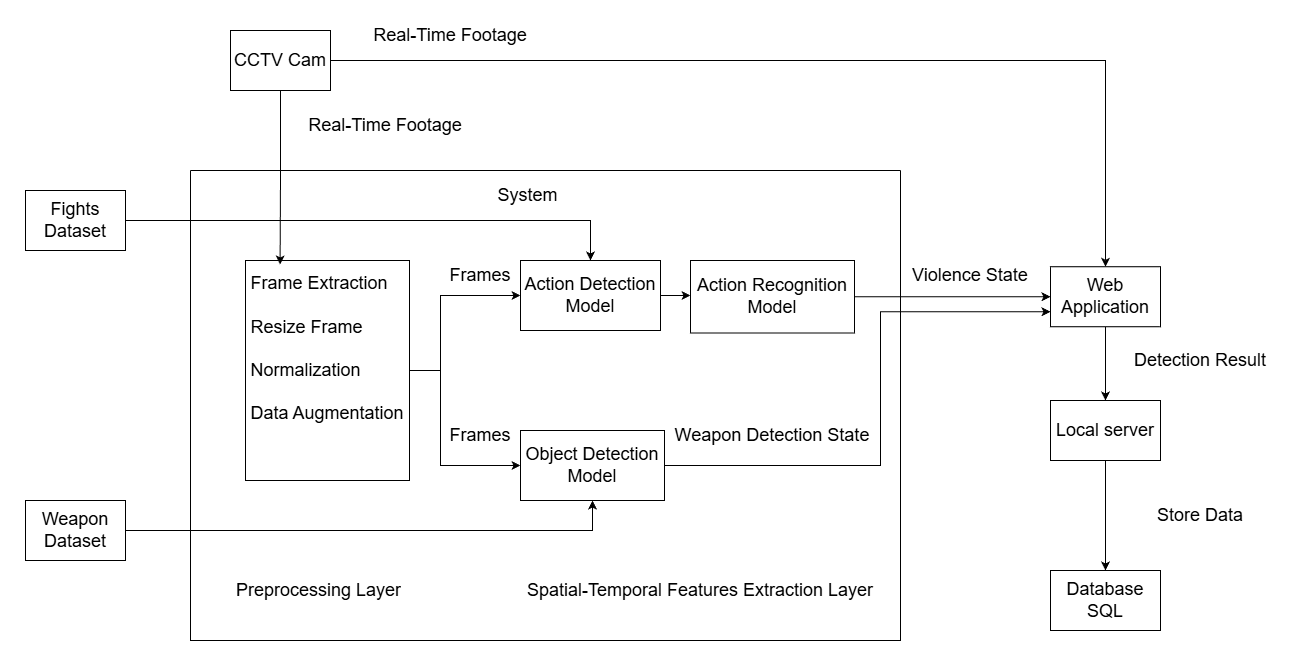 Real-Time Footage
CCTV Cam
Real-Time Footage
System
Fights
Dataset
Frame Extraction
Resize Frame
Normalization
Data Augmentation
Frames
Action Detection
Model
Action Recognition
Model
Violence State
Web
Application
Detection Result
Frames
Object Detection
Model
Weapon Detection State
Local server
Weapon
Dataset
Store Data
Preprocessing Layer
Spatial-Temporal Features Extraction Layer
Database
SQL